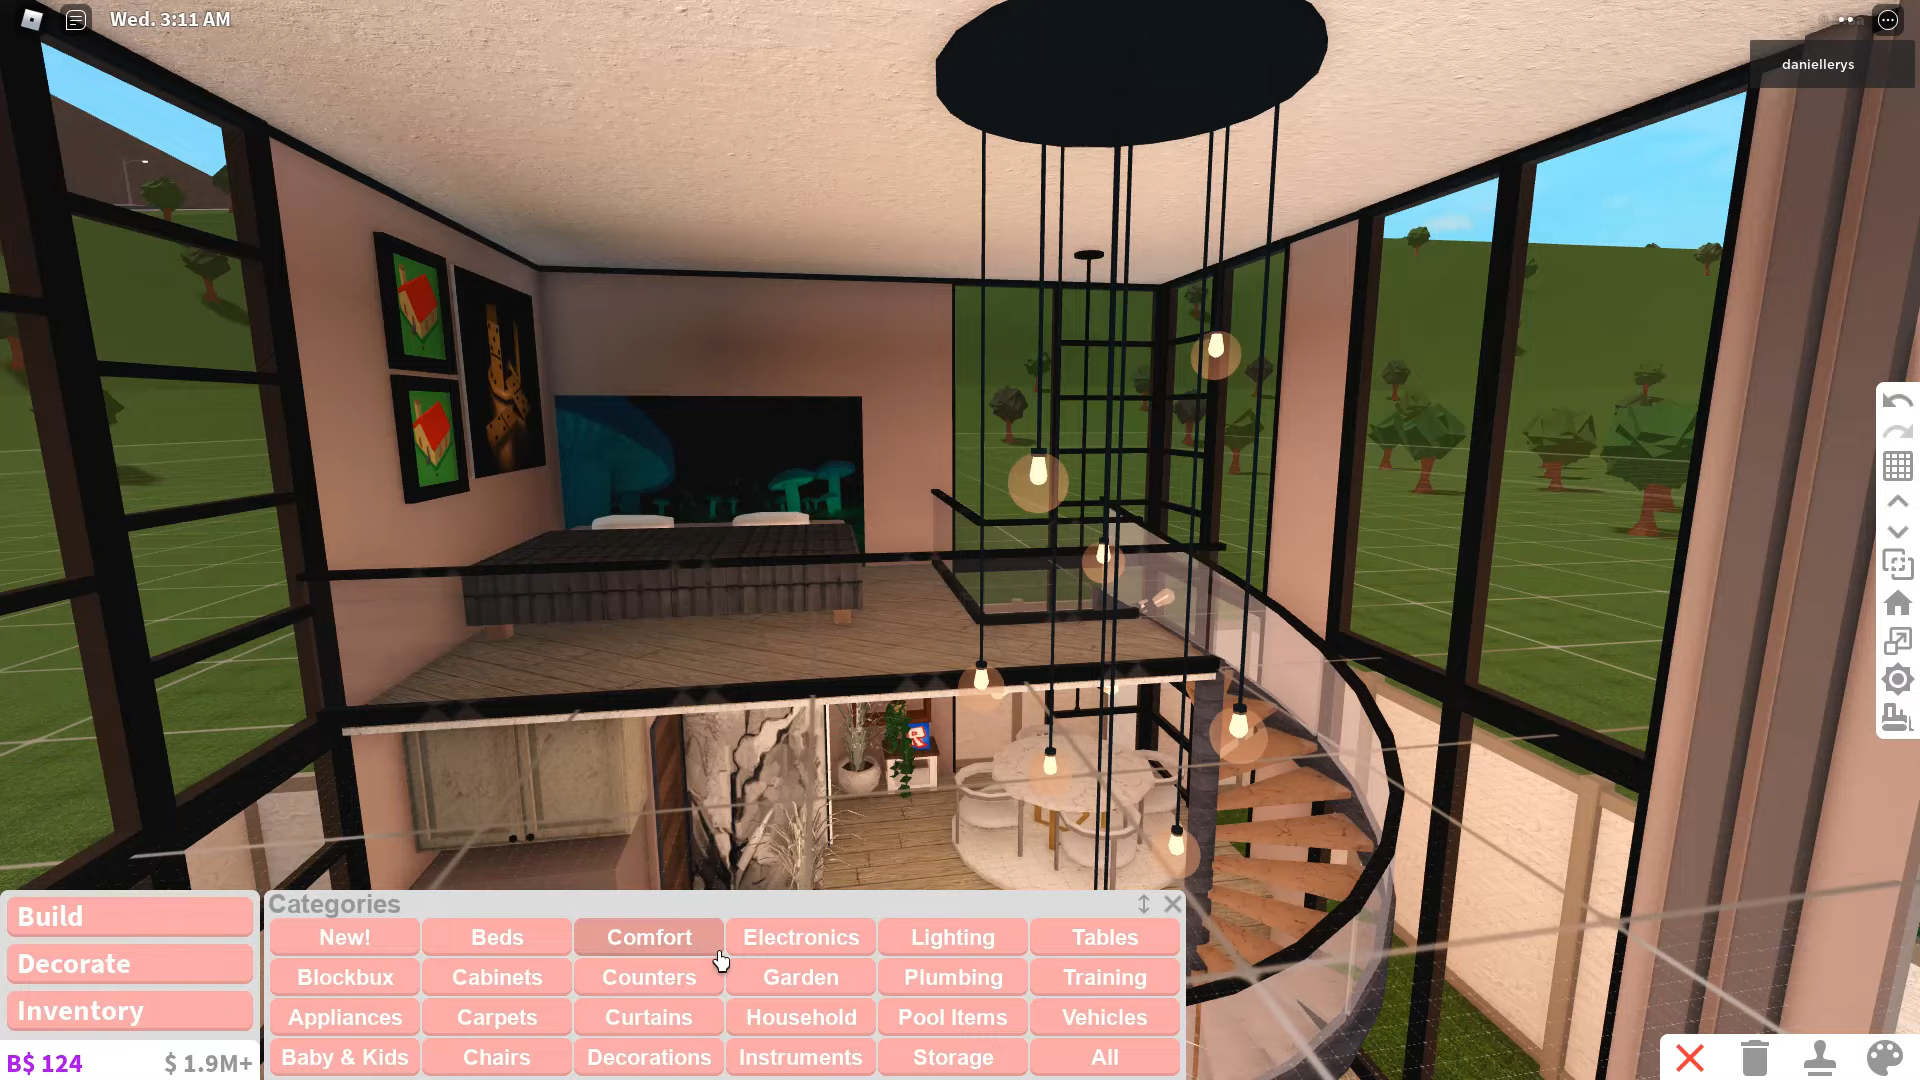 Wed. 3:11 AM
daniellerys
Build
Decorate
Inventory
B$ 124 $ 1.9M+
Categories
New! Beds Comfort Electronics Lighting Tables
Blockbux Cabinets Counters Garden Plumbing Training
Appliances Carpets Curtains Household Pool Items Vehicles
Baby & Kids Chairs Decorations Instruments Storage All